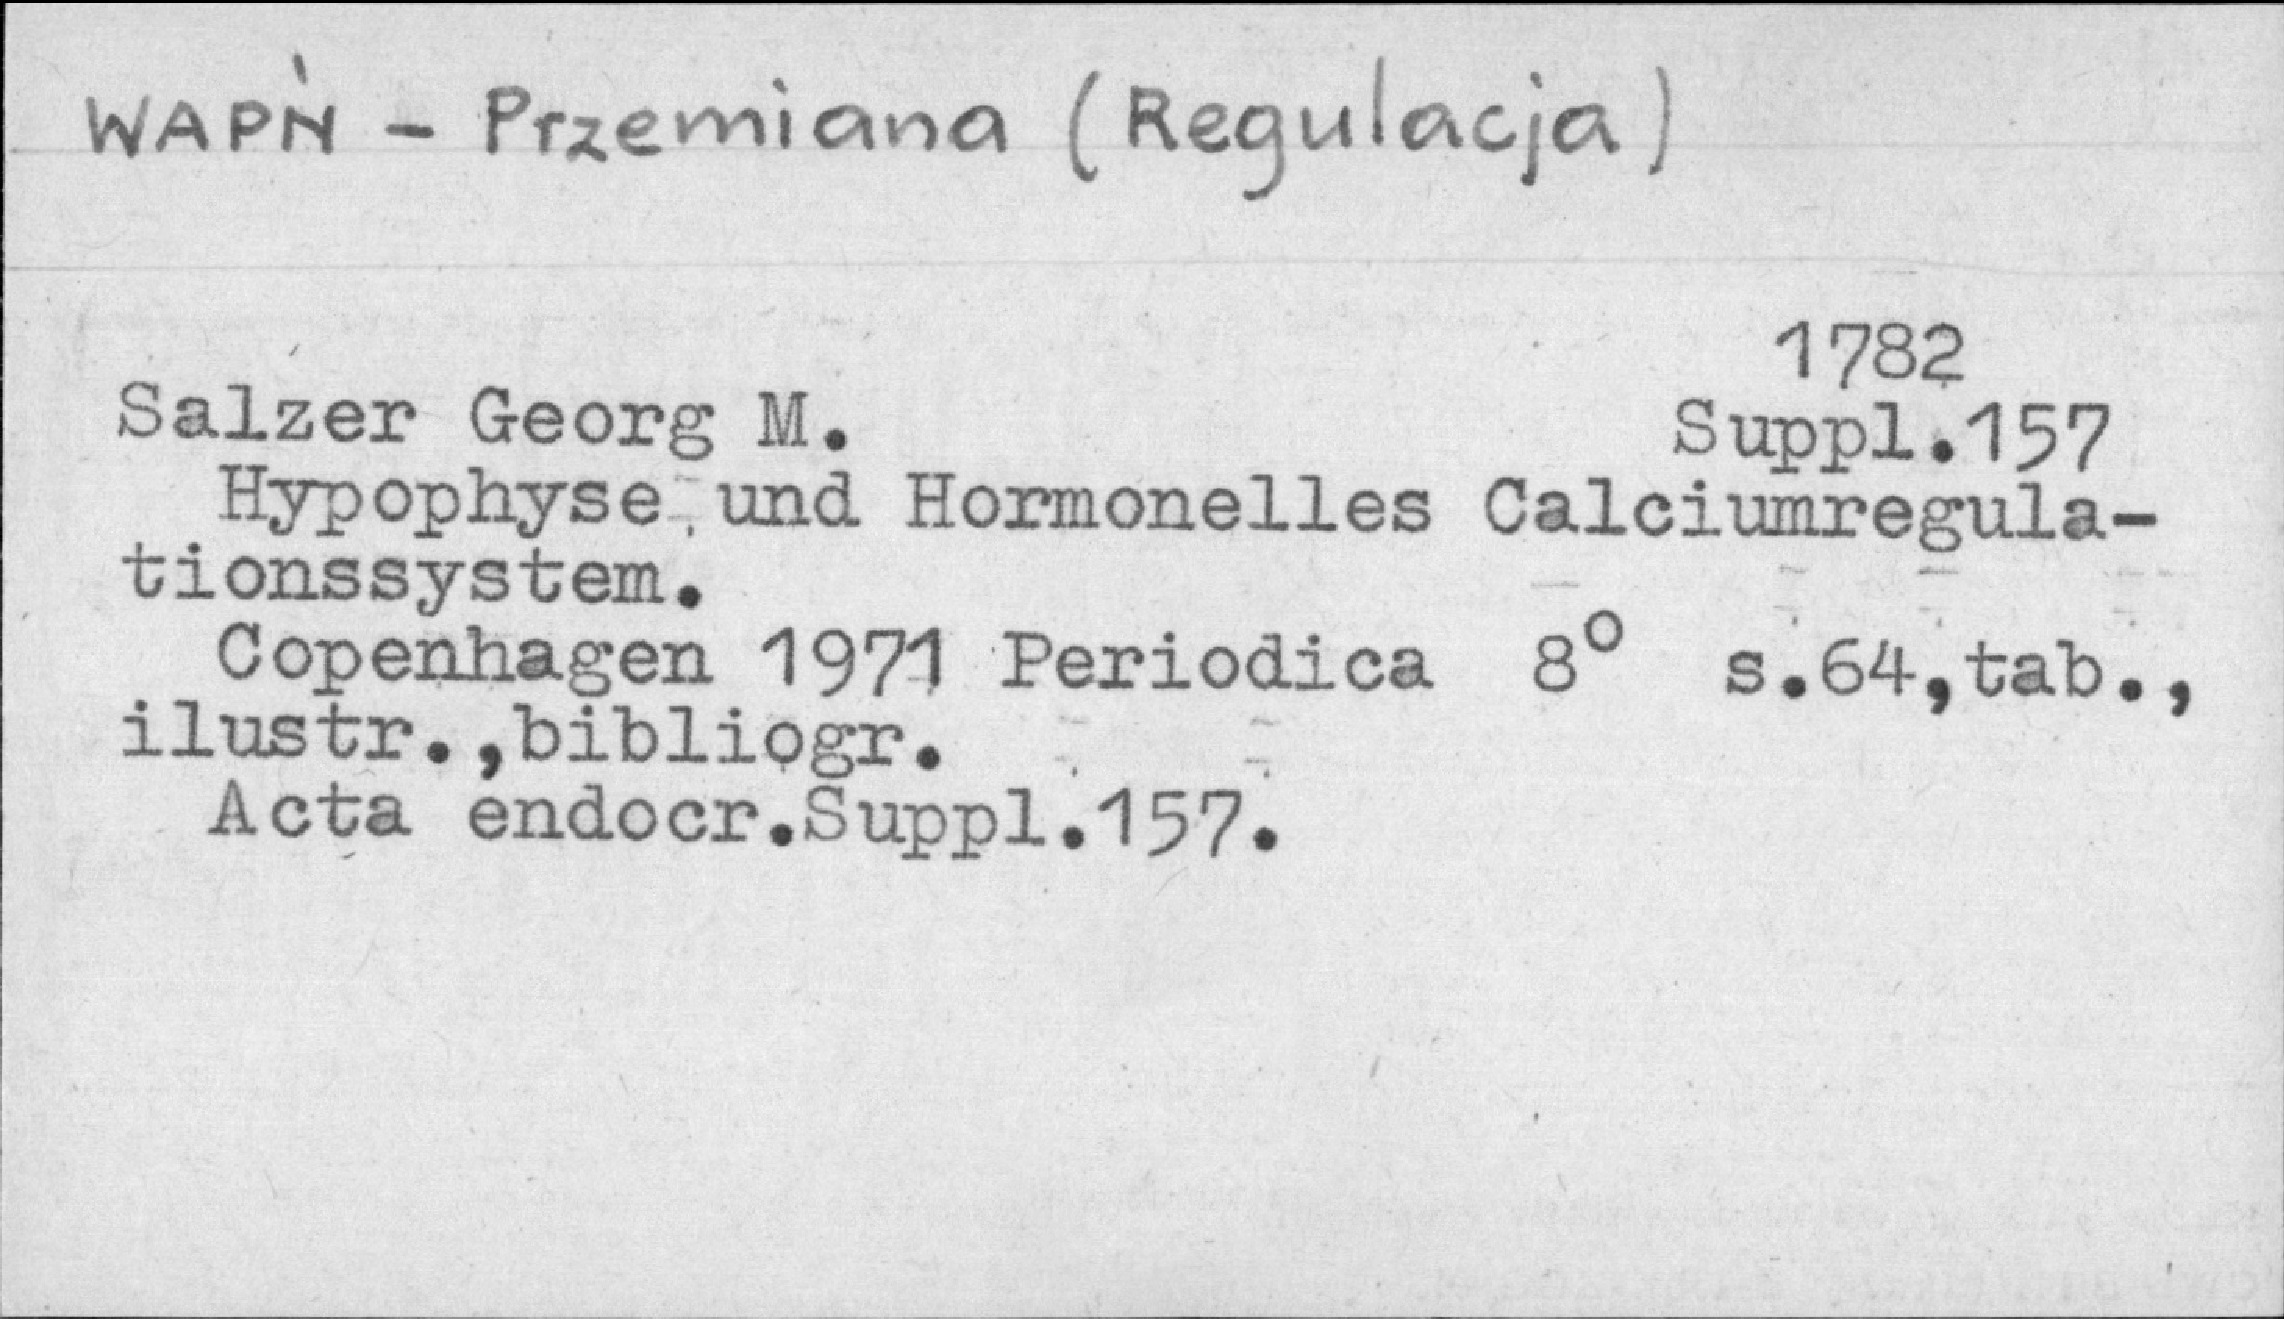 WAPŃ - Przemiana (Regulacja)
1782
Salzer Georg M. Suppl.157
Hypophyse und Hormonelles Calciumregula-
tionssystem.
Copenhagen 1971 Periodica 8° s.64,tab.,
ilustr.,bibliogr.
Acta endocr.Suppl.157.